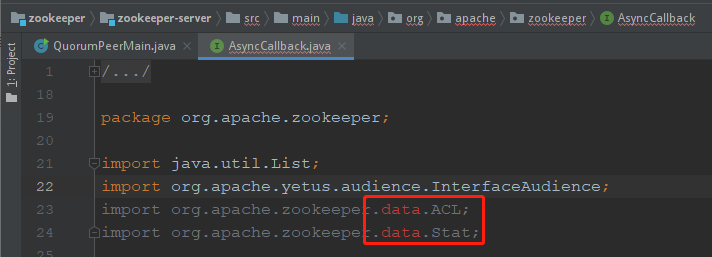 zookeeper zookeeper-server src main java org apache zookeeper AsyncCallback
QuorumPeerMain.java AsyncCallback.java
1: Project
1 /.../
18
19 package org.apache.zookeeper;
20
21 import java.util.List;
22 import org.apache.yetus.audience.InterfaceAudience;
23 import org.apache.zookeeper.data.ACL;
24 import org.apache.zookeeper.data.Stat;
25